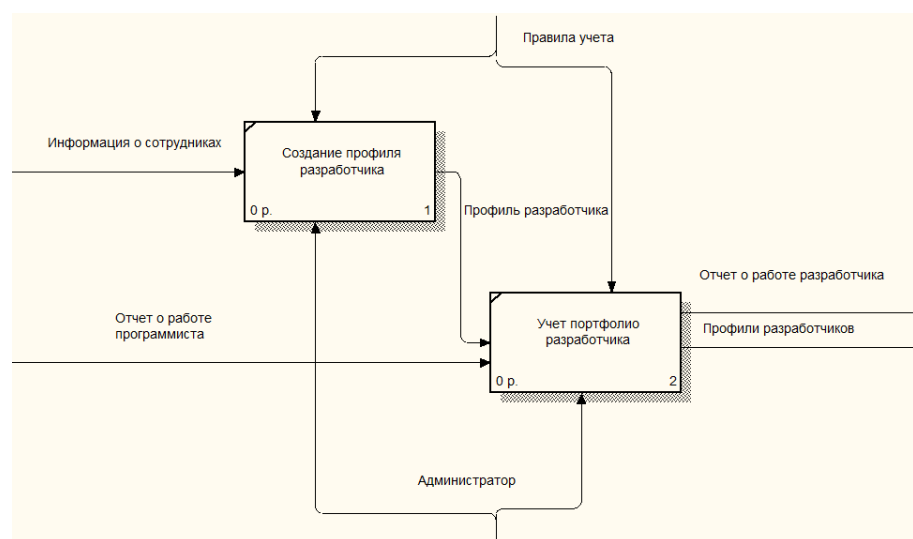 Правила учета
Информация о сотрудниках
Создание профиля
разработчика
0 р.
1
Профиль разработчика
Отчет о работе разработчика
Отчет о работе
программиста
Учет портфолио
разработчика
Профили разработчиков
0 р.
2
Администратор